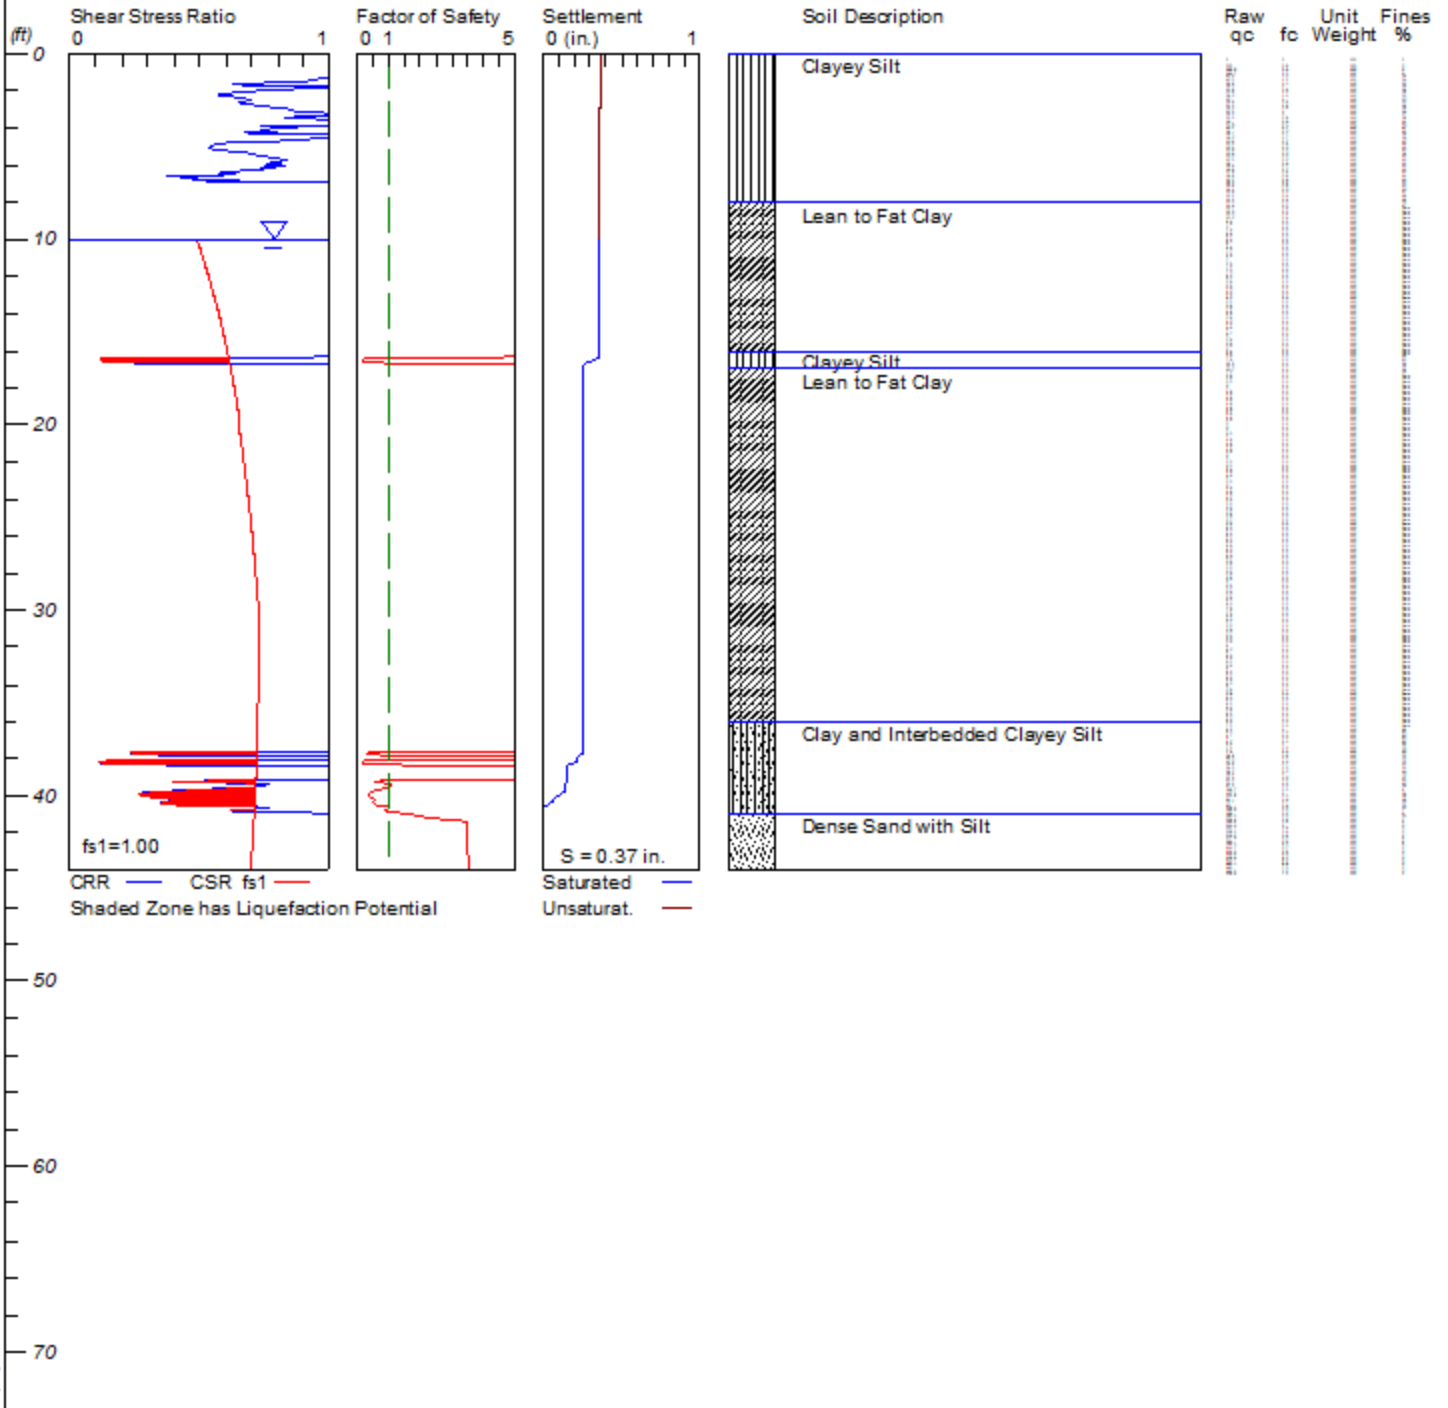 Shear Stress Ratio Factor of Safety Settlement Soil Description Raw Unit Fines
(ft) 0 1 0 1 5 0 (in.) 1 qc fc Weight %
0
Clayey Silt
Lean to Fat Clay
10
Clayey Silt
Lean to Fat Clay
20
30
Clay and Interbedded Clayey Silt
40
Dense Sand with Silt
fs1=1.00
S = 0.37 in.
CRR CSR fs1 Saturated
Shaded Zone has Liquefaction Potential Unsaturat.
50
60
70